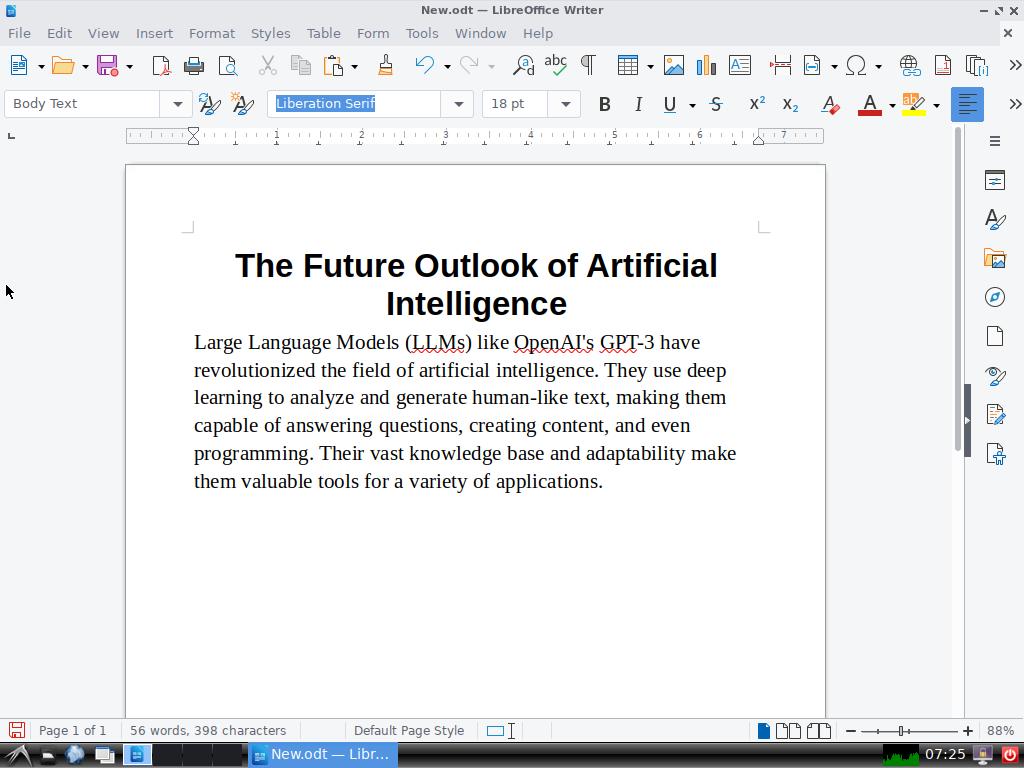 New.odt — LibreOffice Writer
File Edit View Insert Format Styles Table Form Tools Window Help
Body Text Liberation Serif 18 pt B I U S X² X₂ A A
1 2 3 4 5 6 7
The Future Outlook of Artificial
Intelligence
Large Language Models (LLMs) like OpenAI's GPT-3 have
revolutionized the field of artificial intelligence. They use deep
learning to analyze and generate human-like text, making them
capable of answering questions, creating content, and even
programming. Their vast knowledge base and adaptability make
them valuable tools for a variety of applications.
Page 1 of 1 56 words, 398 characters Default Page Style 88%
New.odt — Libr... 07:25